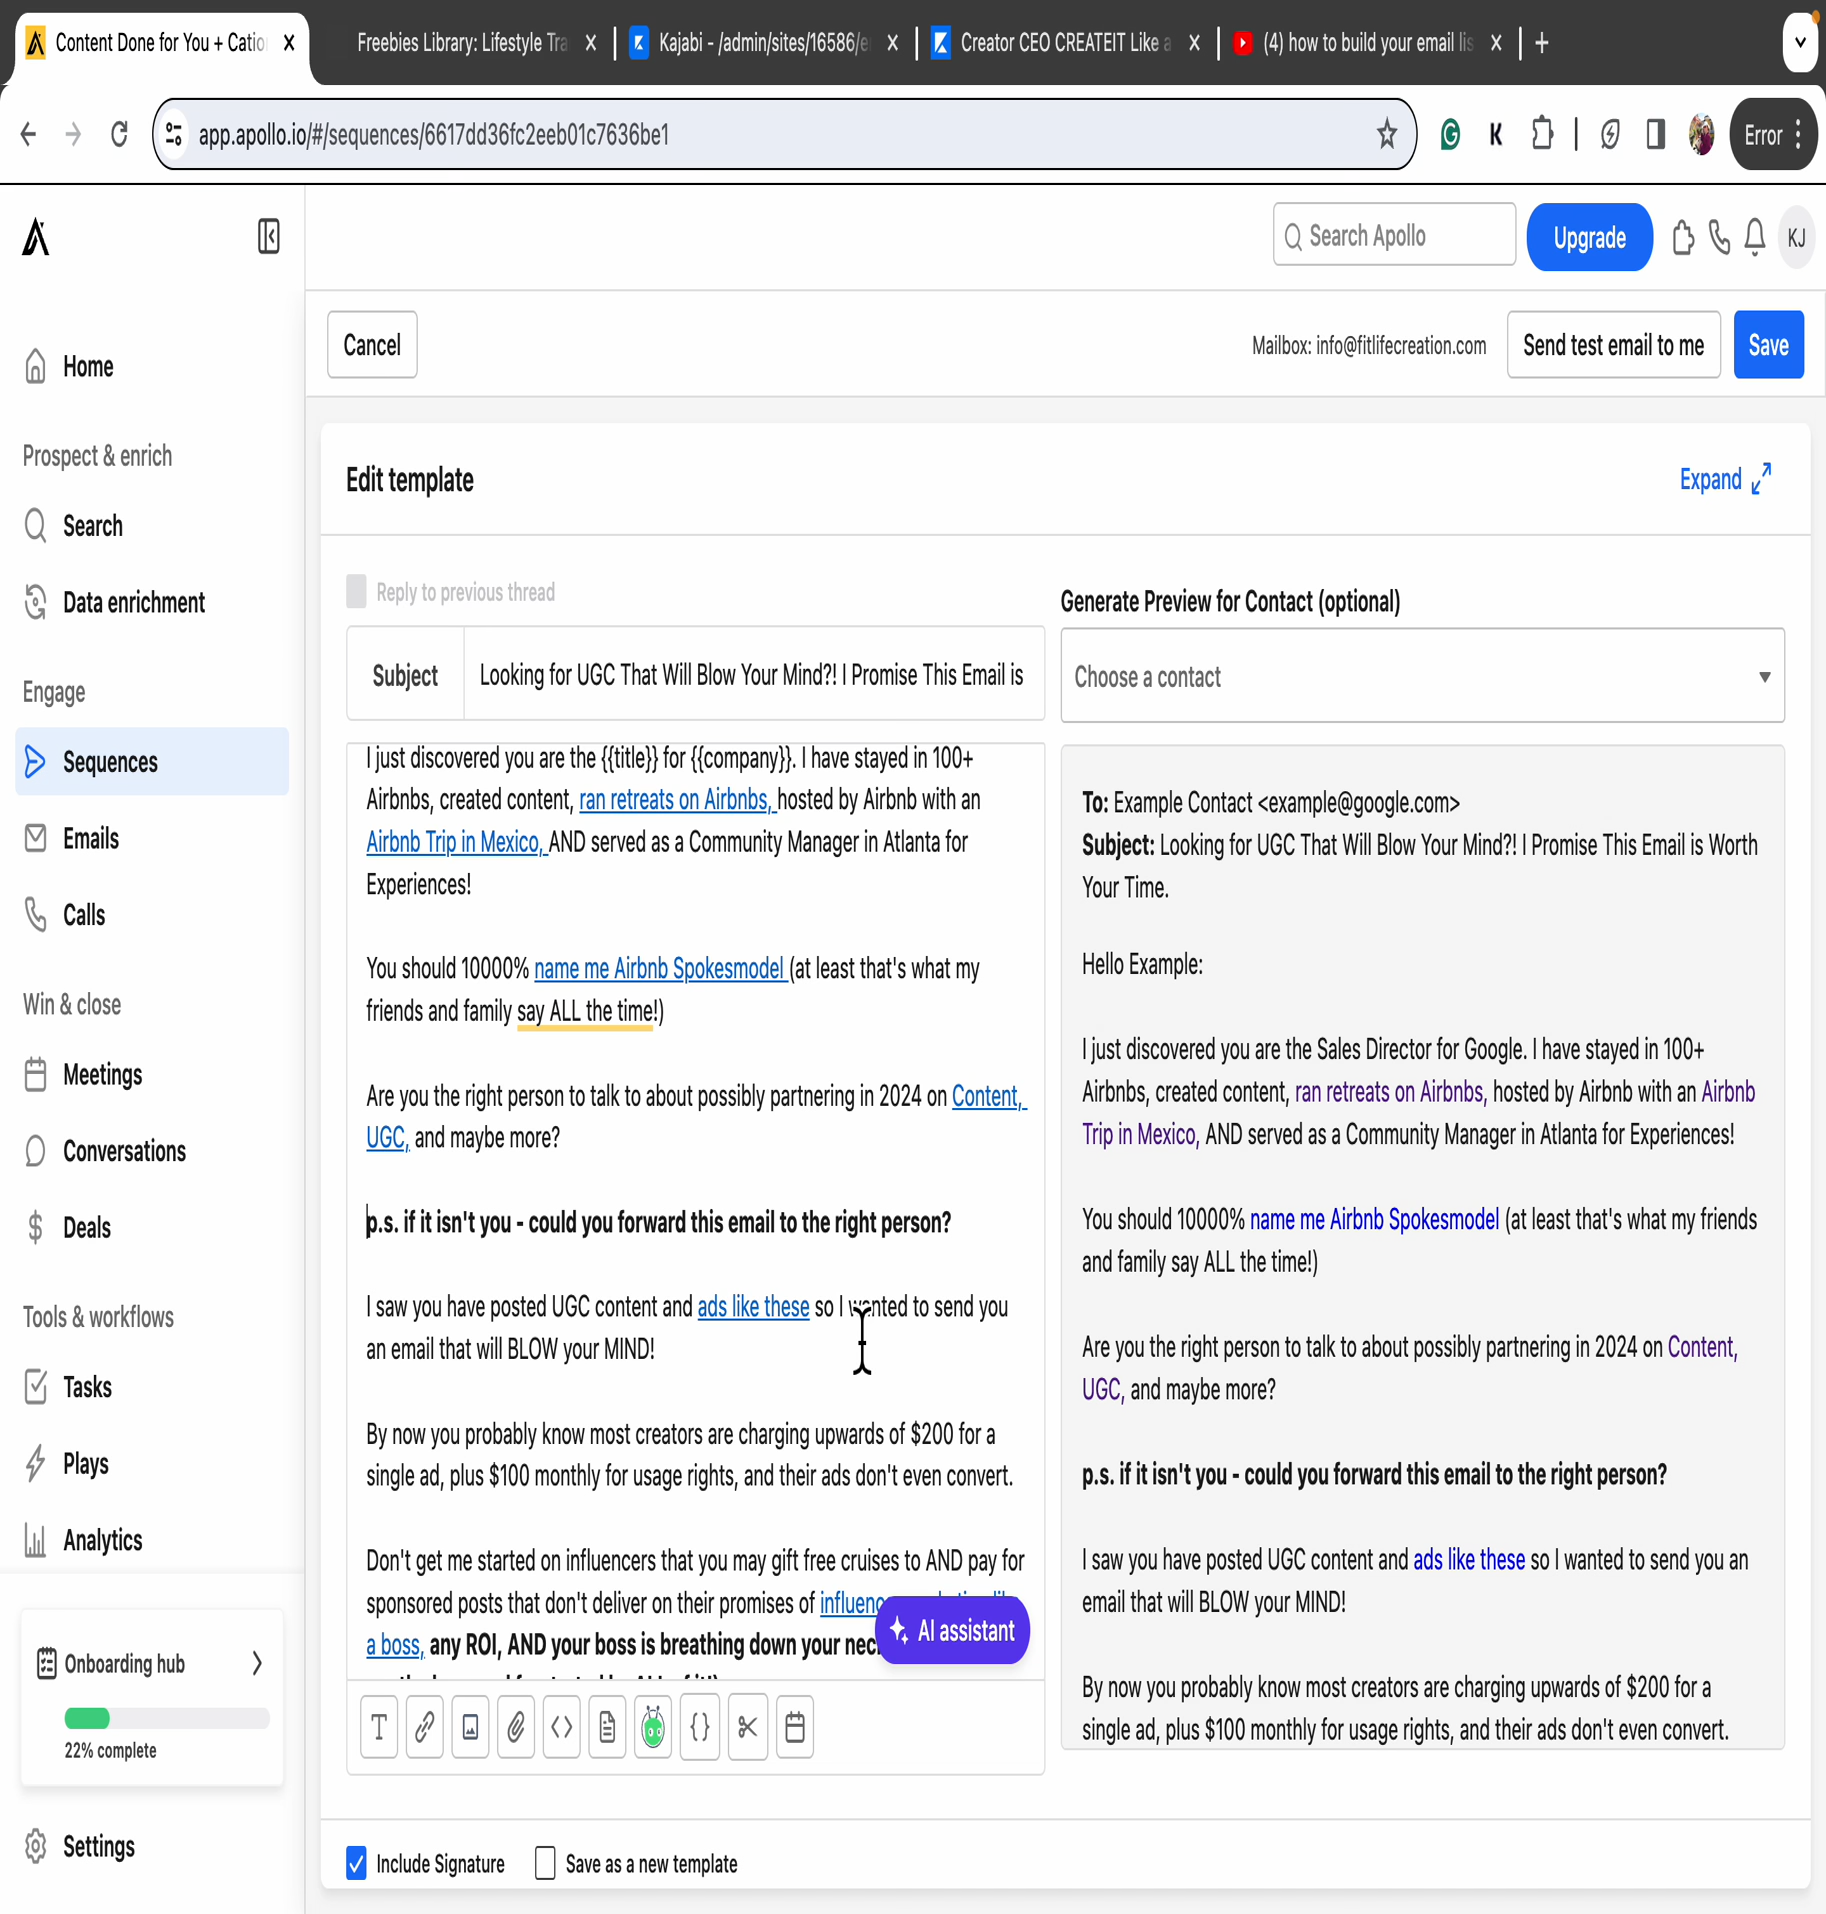 Content Done for You + Catio
Freebies Library: Lifestyle Tra
Kajabi - /admin/sites/16586/e
Creator CEO CREATEIT Like a
(4) how to build your email lis
app.apollo.io/#/sequences/6617dd36fc2eeb01c7636be1
Error
Search Apollo
Upgrade
KJ
Cancel
Mailbox: info@fitlifecreation.com
Send test email to me
Save
Home
Prospect & enrich
Search
Data enrichment
Engage
Sequences
Emails
Calls
Win & close
Meetings
Conversations
Deals
Tools & workflows
Tasks
Plays
Analytics
Onboarding hub
22% complete
Settings
Edit template
Expand
Reply to previous thread
Subject
Looking for UGC That Will Blow Your Mind?! I Promise This Email is
I just discovered you are the {{title}} for {{company}}. I have stayed in 100+
Airbnbs, created content, ran retreats on Airbnbs, hosted by Airbnb with an
Airbnb Trip in Mexico, AND served as a Community Manager in Atlanta for
Experiences!
You should 10000% name me Airbnb Spokesmodel (at least that's what my
friends and family say ALL the time!)
Are you the right person to talk to about possibly partnering in 2024 on Content,
UGC, and maybe more?
p.s. if it isn't you - could you forward this email to the right person?
I saw you have posted UGC content and ads like these so I wanted to send you
an email that will BLOW your MIND!
By now you probably know most creators are charging upwards of $200 for a
single ad, plus $100 monthly for usage rights, and their ads don't even convert.
Don't get me started on influencers that you may gift free cruises to AND pay for
sponsored posts that don't deliver on their promises of
a boss, any ROI, AND your boss is breathing down your
AI assistant
Include Signature
Save as a new template
Generate Preview for Contact (optional)
Choose a contact
To: Example Contact <example@google.com>
Subject: Looking for UGC That Will Blow Your Mind?! I Promise This Email is Worth
Your Time.
Hello Example:
I just discovered you are the Sales Director for Google. I have stayed in 100+
Airbnbs, created content, ran retreats on Airbnbs, hosted by Airbnb with an Airbnb
Trip in Mexico, AND served as a Community Manager in Atlanta for Experiences!
You should 10000% name me Airbnb Spokesmodel (at least that's what my friends
and family say ALL the time!)
Are you the right person to talk to about possibly partnering in 2024 on Content,
UGC, and maybe more?
p.s. if it isn't you - could you forward this email to the right person?
I saw you have posted UGC content and ads like these so I wanted to send you an
email that will BLOW your MIND!
By now you probably know most creators are charging upwards of $200 for a
single ad, plus $100 monthly for usage rights, and their ads don't even convert.